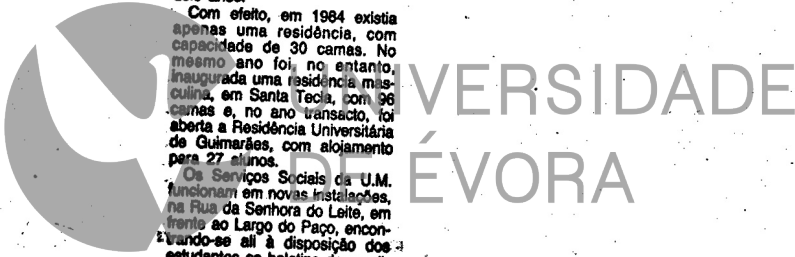 Com efeito, em 1984 existia
apenas uma residência, com
capacidade de 30 camas. No
mesmo ano foi, no entanto,
inaugurada uma residência mas-
culina, em Santa Tecla, com 96
camas e, no ano transacto, foi
aberta a Residência Universitária
de Guimarães, com alojamento
para 27 alunos.
Os Serviços Sociais da U.M.
funcionam em novas instalações,
na Rua da Senhora do Leite, em
frente ao Largo do Paço, encon-
trando-se ali à disposição dos
UNIVERSIDADE
DE ÉVORA